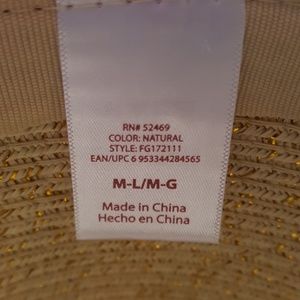 RN# 52469
COLOR: NATURAL
STYLE: FG172111
EAN/UPC 6 953344284565
M-L/M-G
Made in China
Hecho en China